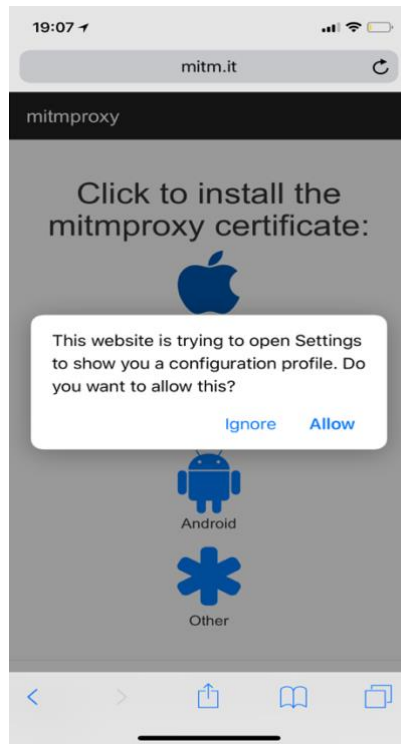 19:07
mitm.it
mitmproxy
Click to install the
mitmproxy certificate:
This website is trying to open Settings
to show you a configuration profile. Do
you want to allow this?
Ignore Allow
Android
Other